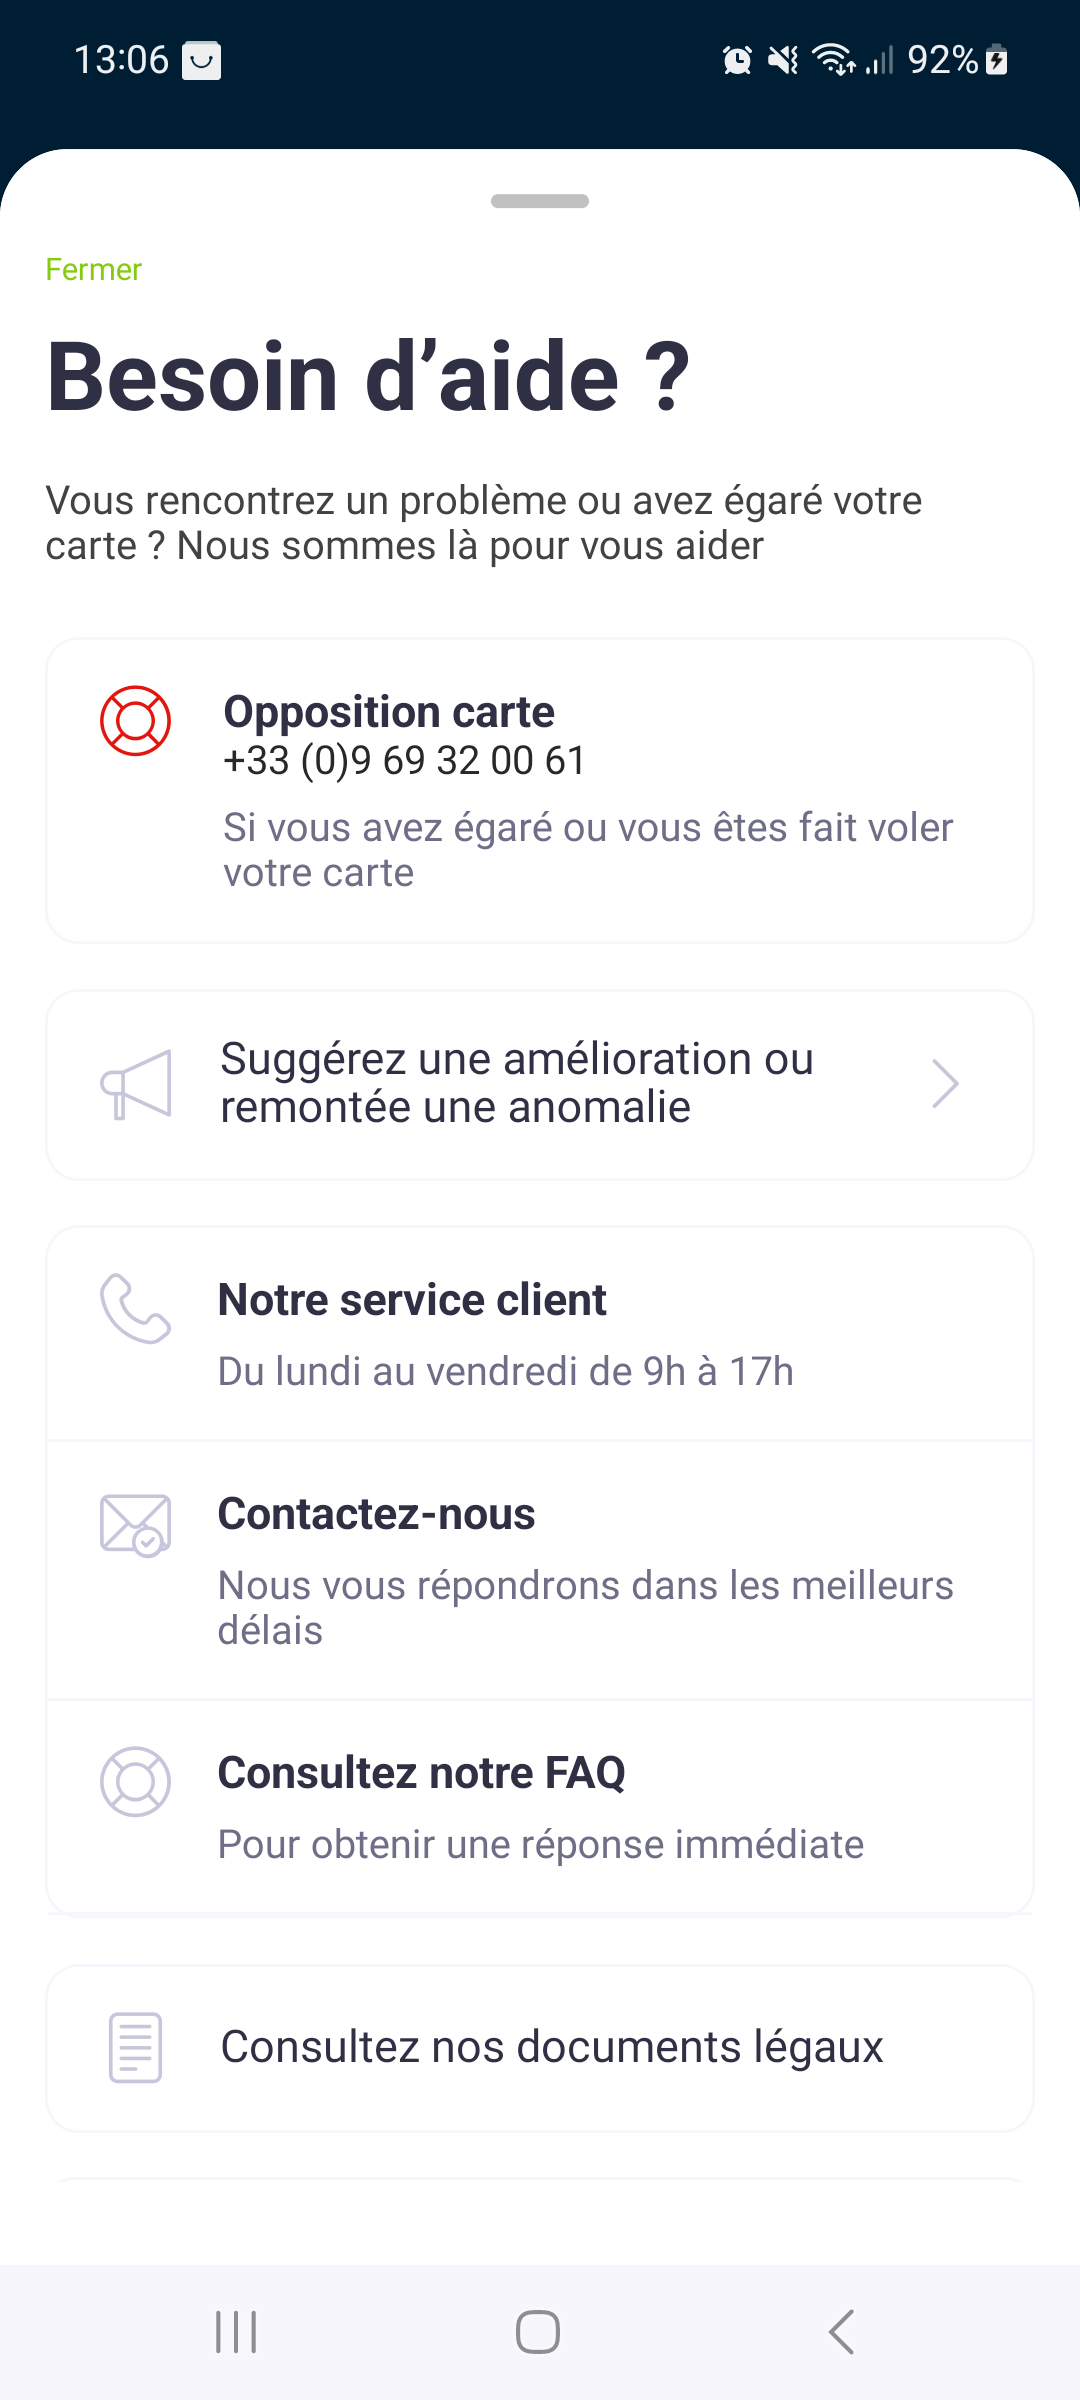 13:06
92%
Fermer
Besoin d’aide ?
Vous rencontrez un problème ou avez égaré votre
carte ? Nous sommes là pour vous aider
Opposition carte
+33 (0)9 69 32 00 61
Si vous avez égaré ou vous êtes fait voler
votre carte
Suggérez une amélioration ou
remontée une anomalie
Notre service client
Du lundi au vendredi de 9h à 17h
Contactez-nous
Nous vous répondrons dans les meilleurs
délais
Consultez notre FAQ
Pour obtenir une réponse immédiate
Consultez nos documents légaux